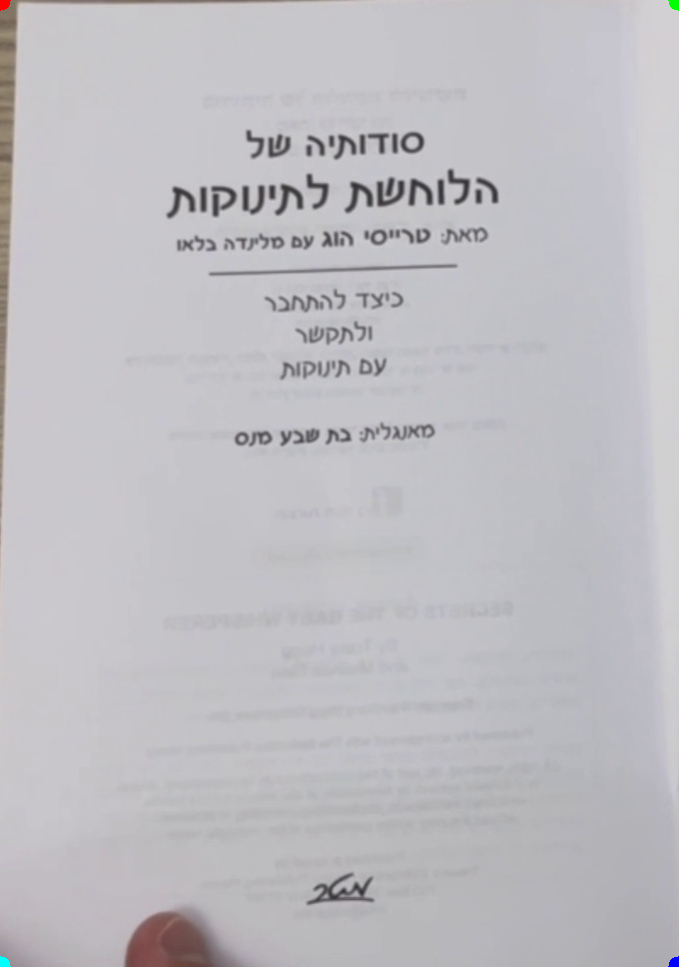 סודותיה של
הלוחשת לתינוקות
מאת: טרייסי הוג עם מלינדה בלאו
כיצד להתחבר
ולתקשר
עם תינוקות
מאנגלית: בת שבע מנס
מטר